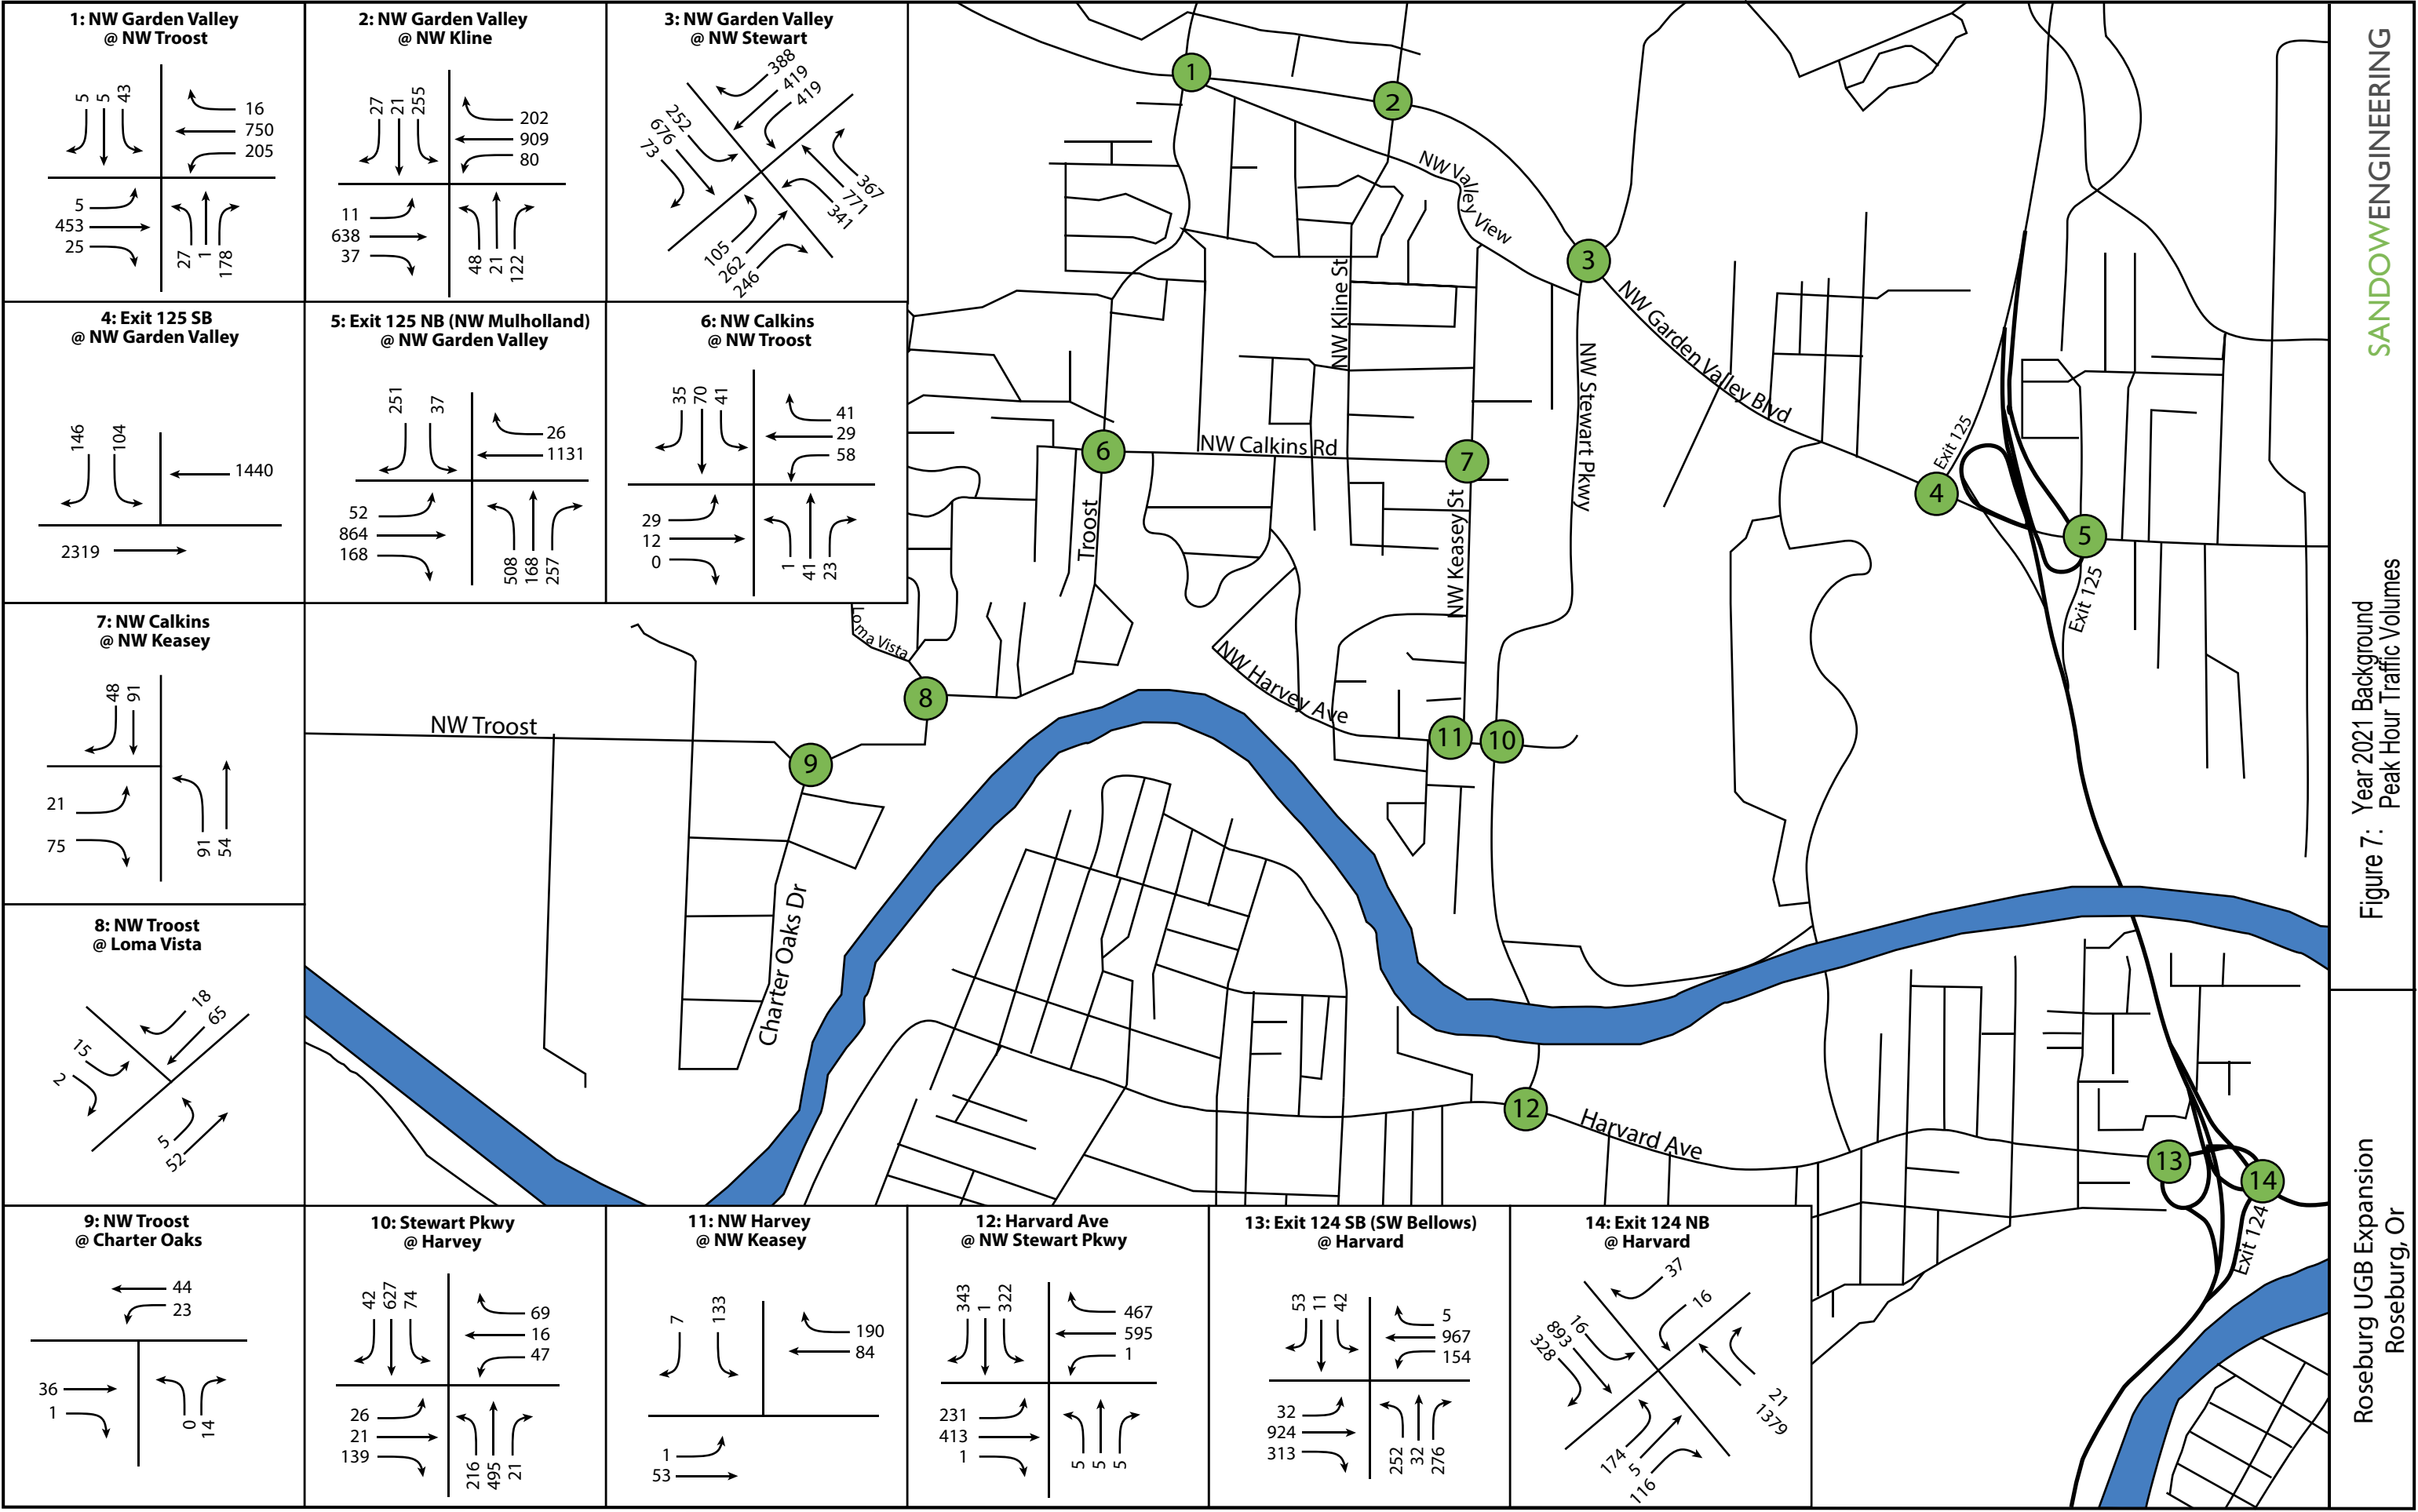 1: NW Garden Valley
@ NW Troost
5 5 43
16
750
205
5
453
25
27 1 178
2: NW Garden Valley
@ NW Kline
27 21 255
202
909
80
11
638
37
48 21 122
3: NW Garden Valley
@ NW Stewart
388
419
419
252
676
73
367
771
341
105
262
246
4: Exit 125 SB
@ NW Garden Valley
146 104
1440
2319
5: Exit 125 NB (NW Mulholland)
@ NW Garden Valley
251 37
26
1131
52
864
168
508 168 257
6: NW Calkins
@ NW Troost
35 70 41
41
29
58
29
12
0
1 41 23
7: NW Calkins
@ NW Keasey
48 91
21
75
91 54
8: NW Troost
@ Loma Vista
18
65
15
2
5
52
9: NW Troost
@ Charter Oaks
44
23
36
1
0 14
10: Stewart Pkwy
@ Harvey
42 627 74
69
16
47
26
21
139
216 495 21
11: NW Harvey
@ NW Keasey
7 133
190
84
1
53
12: Harvard Ave
@ NW Stewart Pkwy
343 1 322
467
595
1
231
413
1
5 5 5
13: Exit 124 SB (SW Bellows)
@ Harvard
53 11 42
5
967
154
32
924
313
252 32 276
14: Exit 124 NB
@ Harvard
37
16
16
893
328
21
1379
174
5
116
1
2
3
4
5
6
7
8
9
10
11
12
13
14
NW Valley View
NW Kline St
NW Garden Valley Blvd
NW Stewart Pkwy
NW Calkins Rd
NW Keasey St
Troost
Exit 125
Exit 125
Loma Vista
NW Troost
NW Harvey Ave
Charter Oaks Dr
Harvard Ave
Exit 124
SANDOWENGINEERING
Figure 7: Year 2021 Background
Peak Hour Traffic Volumes
Roseburg UGB Expansion
Roseburg, Or